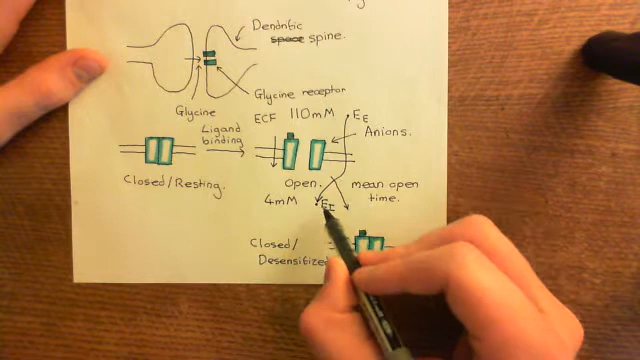 Dendritic
spine.
Glycine receptor
Glycine
ECF 110mM EE
Ligand
binding
Anions.
Closed/Resting.
Open. mean open
time.
4mM EI
Closed/
Desensitized